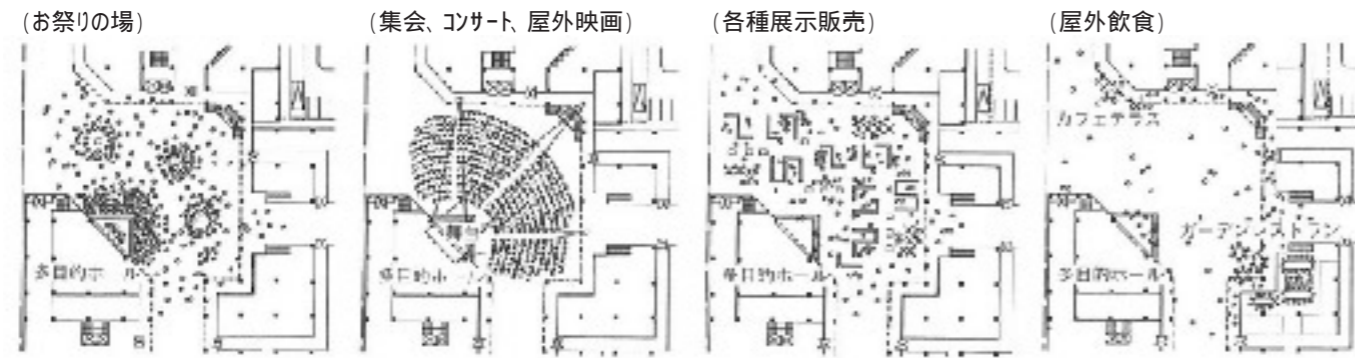 (お祭りの場)
(集会、コンサート、屋外映画)
(各種展示販売)
(屋外飲食)
多目的ホール
舞台
多目的ホール
多目的ホール
カフェテラス
ガーデンレストラン
多目的ホール